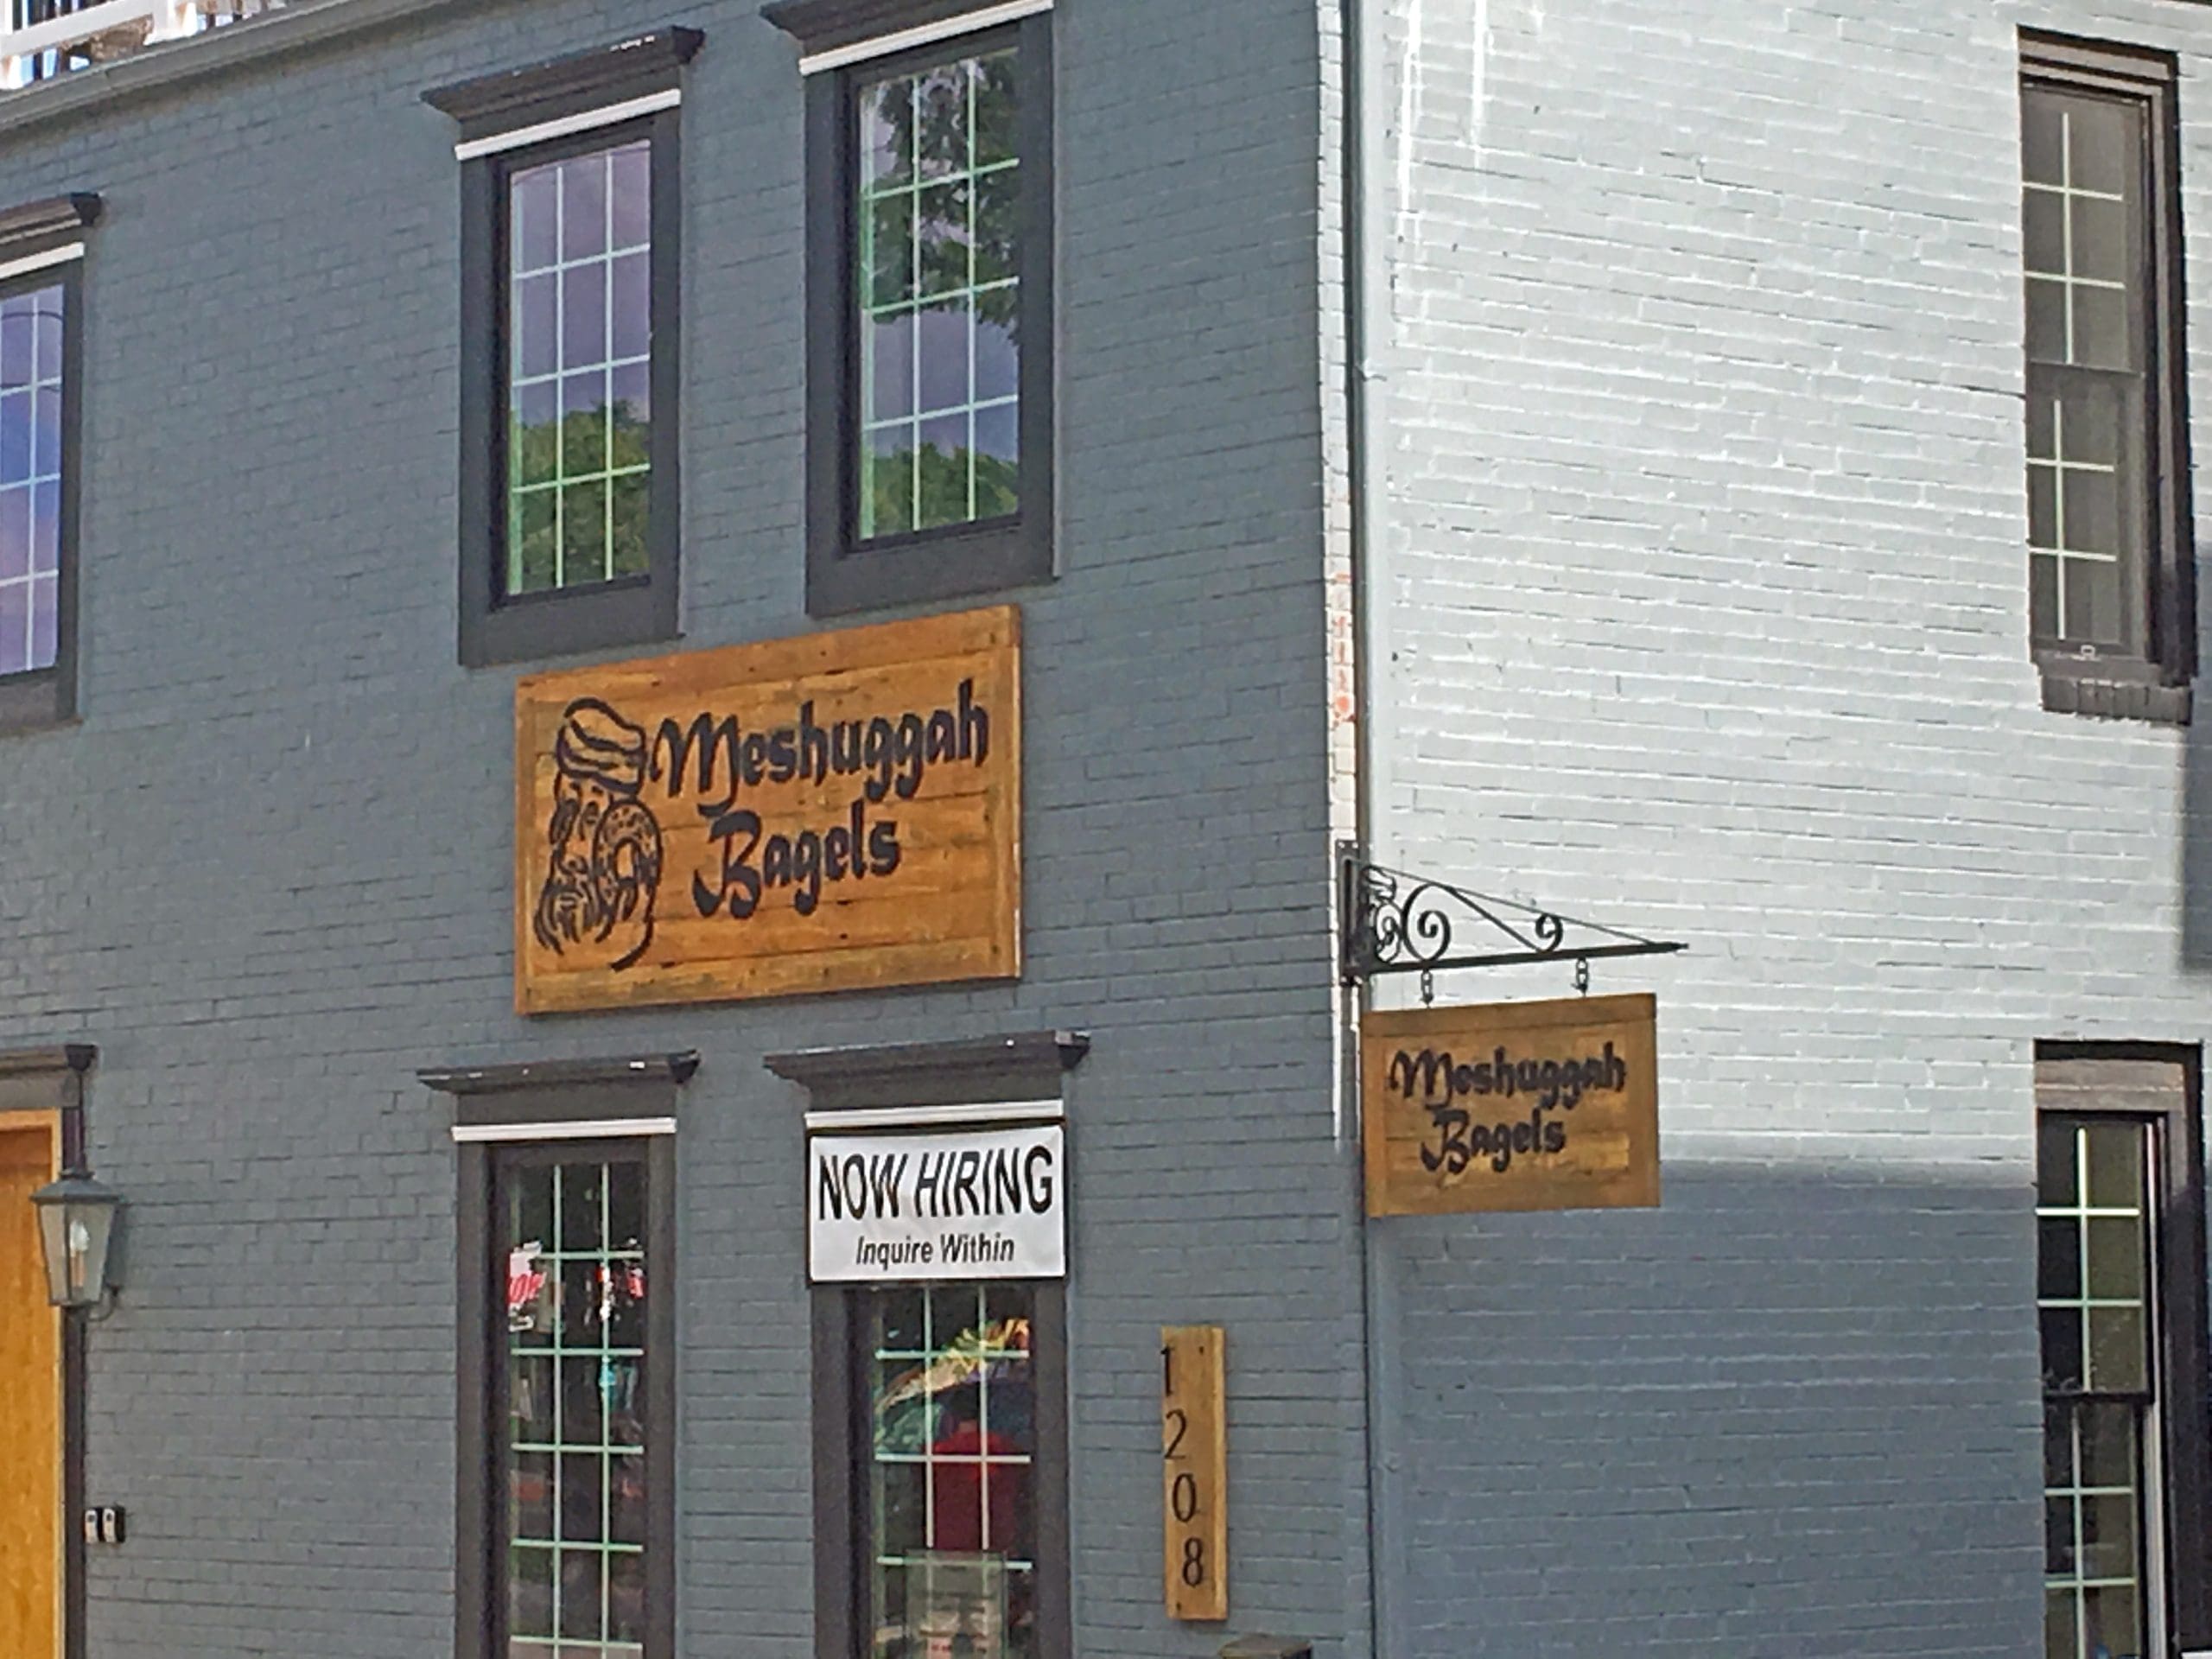 Meshuggah
Bagels
Meshuggah
Bagels
NOW HIRING
Inquire Within
1
2
0
8